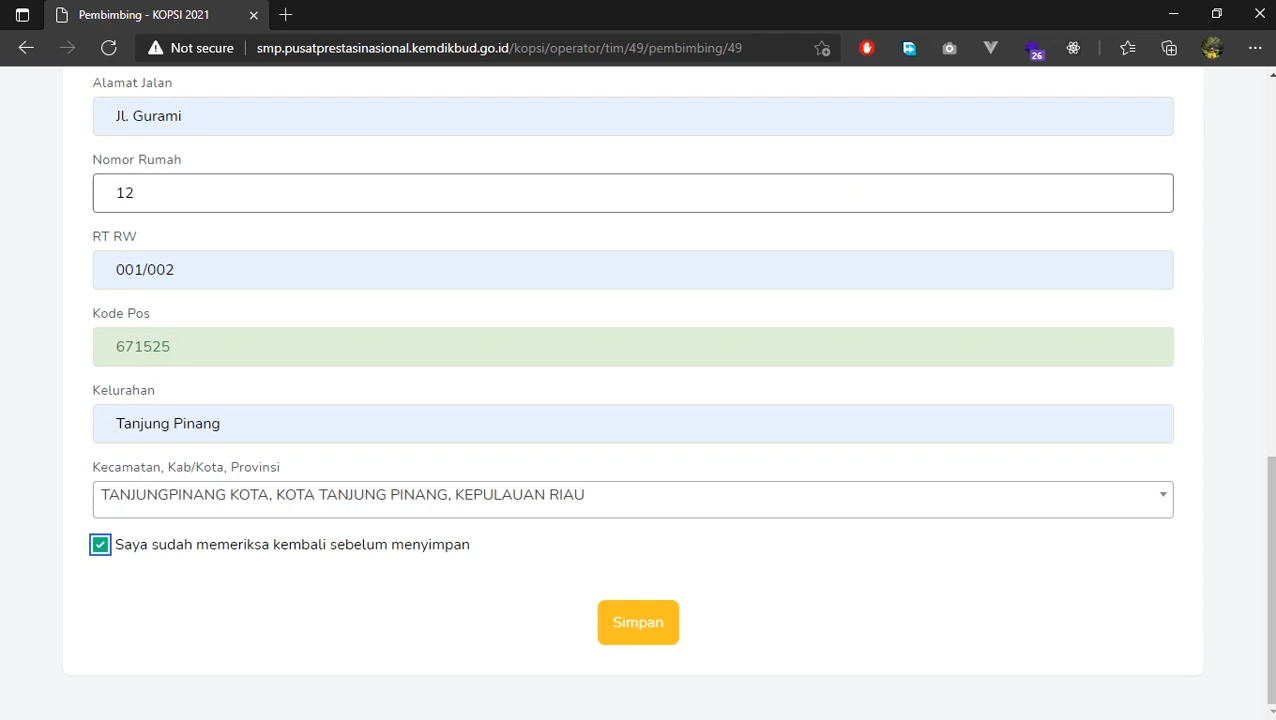 Pembimbing - KOPSI 2021
Not secure
smp.pusatprestasinasional.kemdikbud.go.id/kopsi/operator/tim/49/pembimbing/49
26
Alamat Jalan
Jl. Gurami
Nomor Rumah
12
RT RW
001/002
Kode Pos
671525
Kelurahan
Tanjung Pinang
Kecamatan, Kab/Kota, Provinsi
TANJUNGPINANG KOTA, KOTA TANJUNG PINANG, KEPULAUAN RIAU
Saya sudah memeriksa kembali sebelum menyimpan
Simpan